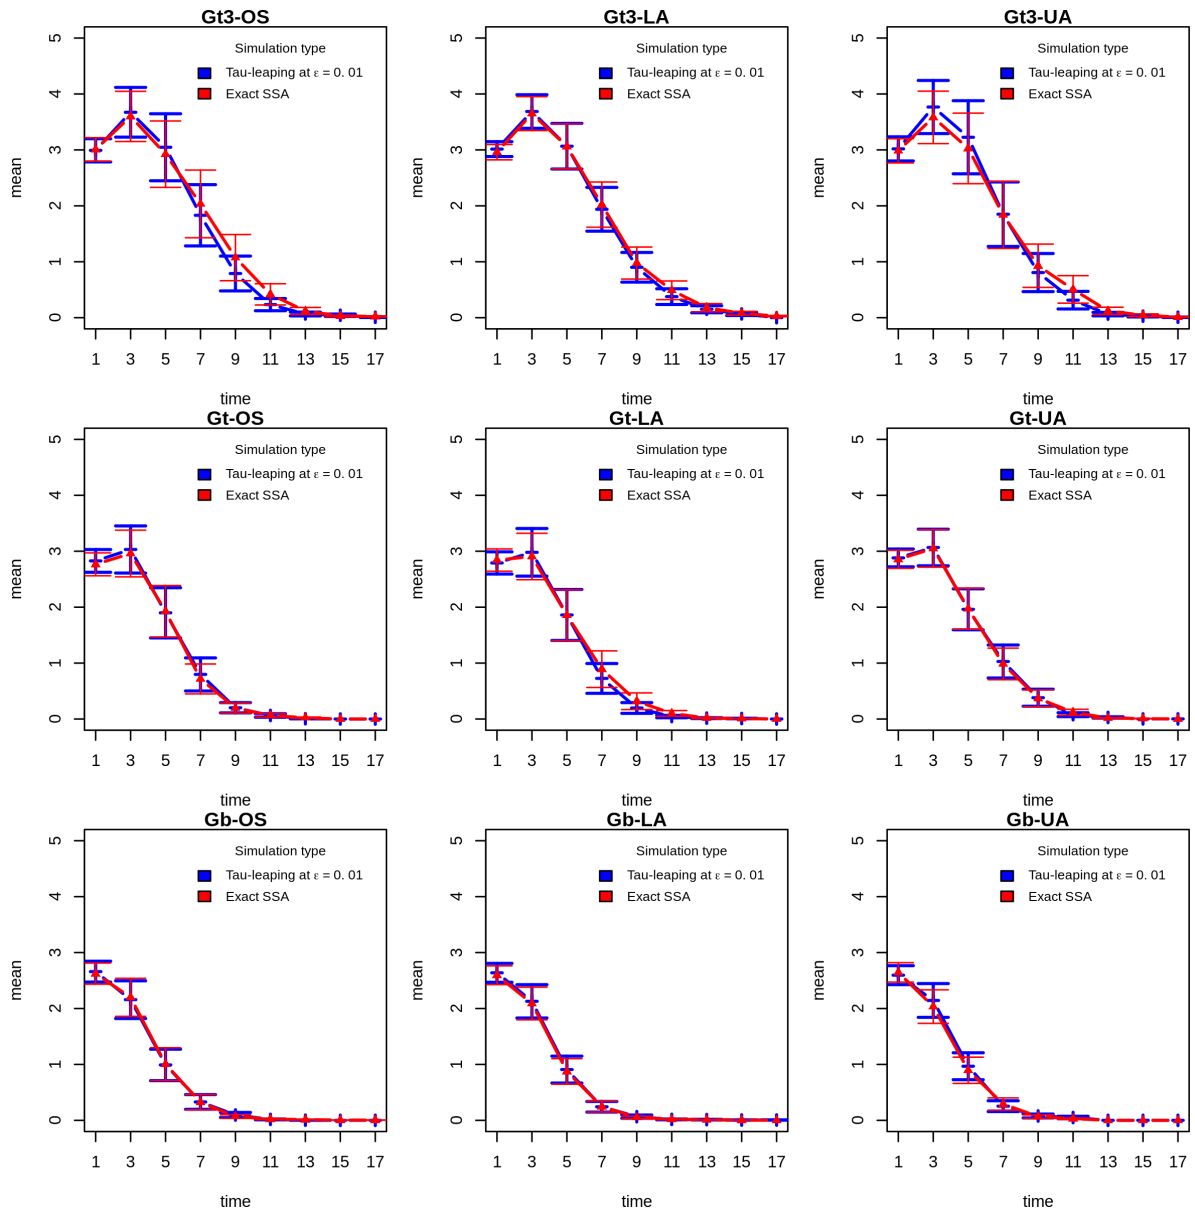 Gt3-OS
mean
5
4
3
2
1
0
Simulation type
Tau-leaping at ε = 0. 01
Exact SSA
1 3 5 7 9 11 13 15 17
time
Gt3-LA
mean
5
4
3
2
1
0
Simulation type
Tau-leaping at ε = 0. 01
Exact SSA
1 3 5 7 9 11 13 15 17
time
Gt3-UA
mean
5
4
3
2
1
0
Simulation type
Tau-leaping at ε = 0. 01
Exact SSA
1 3 5 7 9 11 13 15 17
time
Gt-OS
mean
5
4
3
2
1
0
Simulation type
Tau-leaping at ε = 0. 01
Exact SSA
1 3 5 7 9 11 13 15 17
time
Gt-LA
mean
5
4
3
2
1
0
Simulation type
Tau-leaping at ε = 0. 01
Exact SSA
1 3 5 7 9 11 13 15 17
time
Gt-UA
mean
5
4
3
2
1
0
Simulation type
Tau-leaping at ε = 0. 01
Exact SSA
1 3 5 7 9 11 13 15 17
time
Gb-OS
mean
5
4
3
2
1
0
Simulation type
Tau-leaping at ε = 0. 01
Exact SSA
1 3 5 7 9 11 13 15 17
time
Gb-LA
mean
5
4
3
2
1
0
Simulation type
Tau-leaping at ε = 0. 01
Exact SSA
1 3 5 7 9 11 13 15 17
time
Gb-UA
mean
5
4
3
2
1
0
Simulation type
Tau-leaping at ε = 0. 01
Exact SSA
1 3 5 7 9 11 13 15 17
time